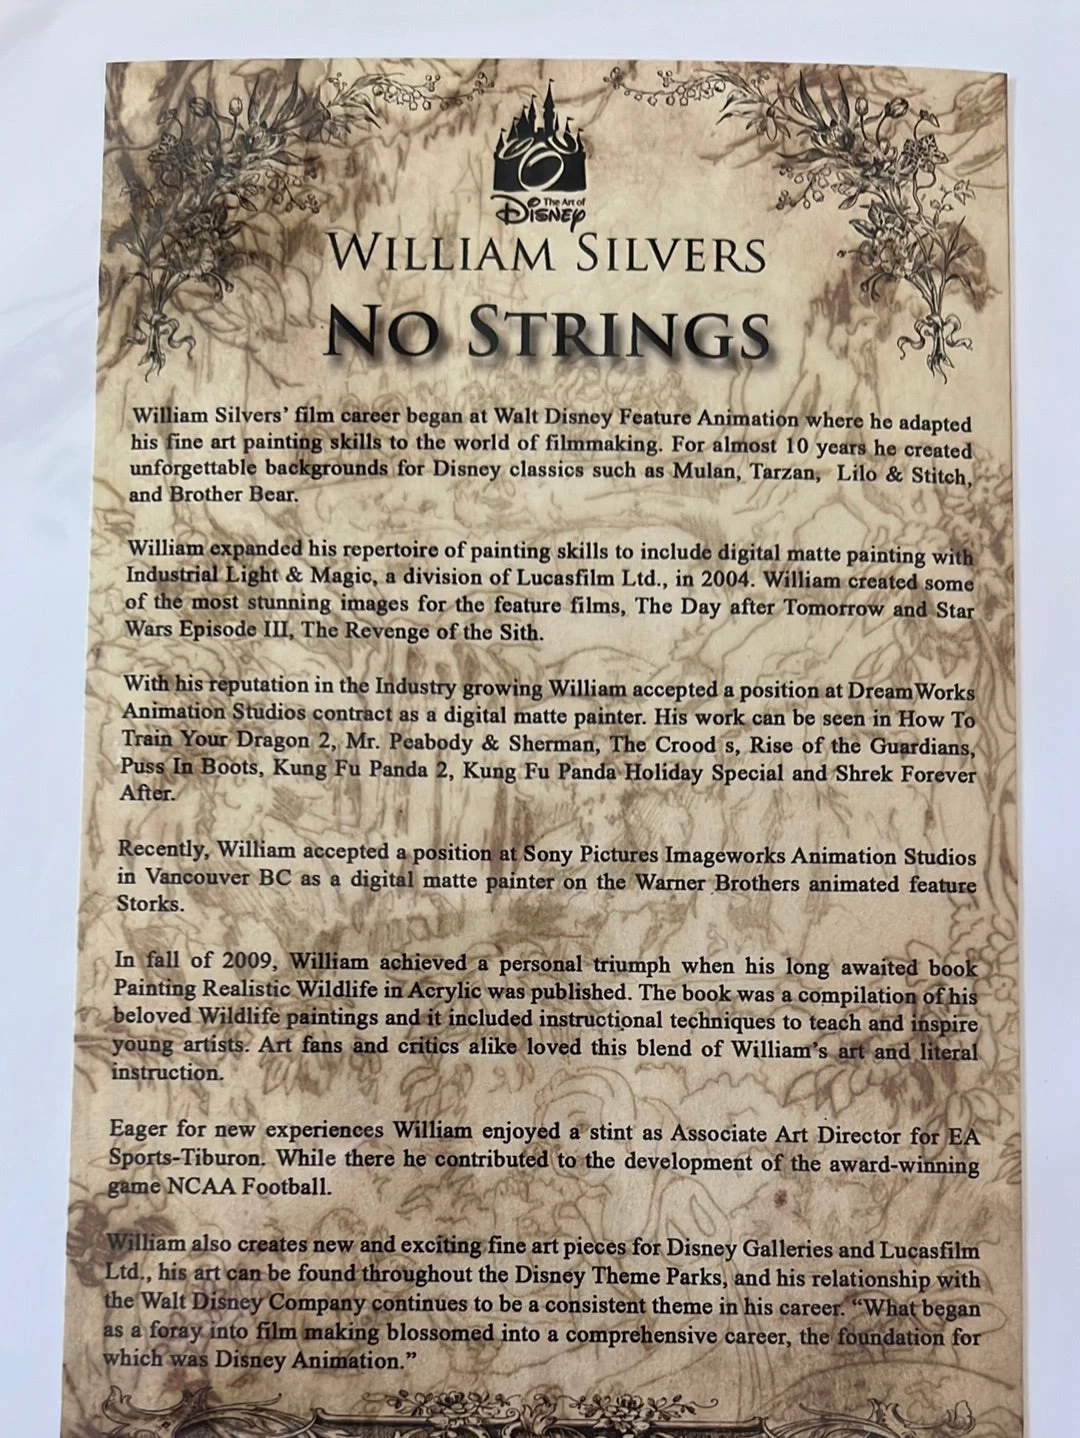 The Art of
Disney
William Silvers
No Strings
William Silvers’ film career began at Walt Disney Feature Animation where he adapted
his fine art painting skills to the world of filmmaking. For almost 10 years he created
unforgettable backgrounds for Disney classics such as Mulan, Tarzan, Lilo & Stitch,
and Brother Bear.
William expanded his repertoire of painting skills to include digital matte painting with
Industrial Light & Magic, a division of Lucasfilm Ltd., in 2004. William created some
of the most stunning images for the feature films, The Day after Tomorrow and Star
Wars Episode III, The Revenge of the Sith.
With his reputation in the Industry growing William accepted a position at DreamWorks
Animation Studios contract as a digital matte painter. His work can be seen in How To
Train Your Dragon 2, Mr. Peabody & Sherman, The Crood s, Rise of the Guardians,
Puss In Boots, Kung Fu Panda 2, Kung Fu Panda Holiday Special and Shrek Forever
After.
Recently, William accepted a position at Sony Pictures Imageworks Animation Studios
in Vancouver BC as a digital matte painter on the Warner Brothers animated feature
Storks.
In fall of 2009, William achieved a personal triumph when his long awaited book
Painting Realistic Wildlife in Acrylic was published. The book was a compilation of his
beloved Wildlife paintings and it included instructional techniques to teach and inspire
young artists. Art fans and critics alike loved this blend of William’s art and literal
instruction.
Eager for new experiences William enjoyed a stint as Associate Art Director for EA
Sports-Tiburon. While there he contributed to the development of the award-winning
game NCAA Football.
William also creates new and exciting fine art pieces for Disney Galleries and Lucasfilm
Ltd., his art can be found throughout the Disney Theme Parks, and his relationship with
the Walt Disney Company continues to be a consistent theme in his career. “What began
as a foray into film making blossomed into a comprehensive career, the foundation for
which was Disney Animation.”